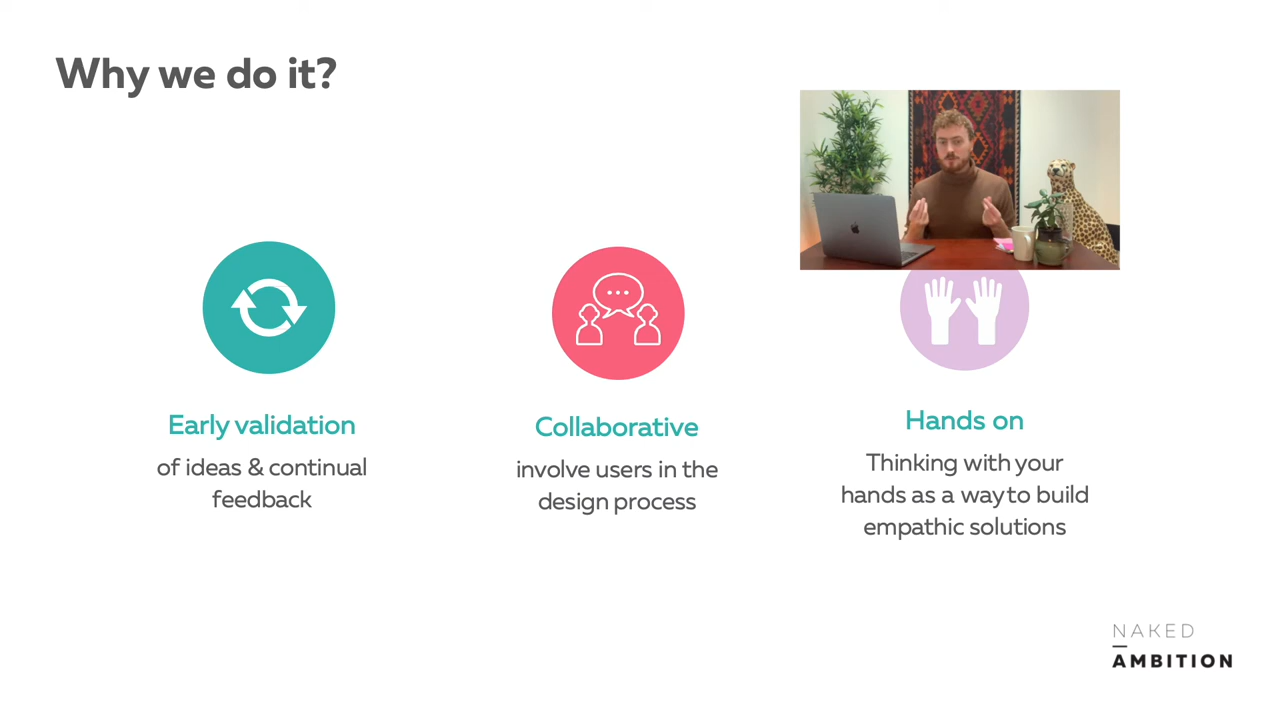 Why we do it?
Early validation
of ideas & continual
feedback
Collaborative
involve users in the
design process
Hands on
Thinking with your
hands as a way to build
empathic solutions
NAKED
AMBITION